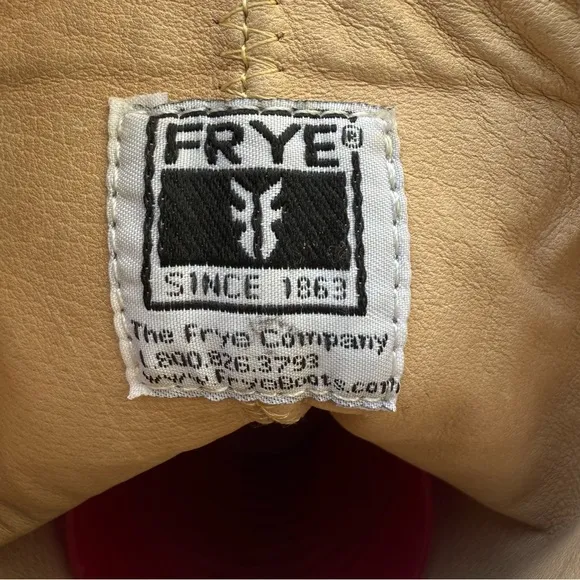 FRYE®
SINCE 1863
The Frye Company
1.800.826.3793
www.FryeBoots.com